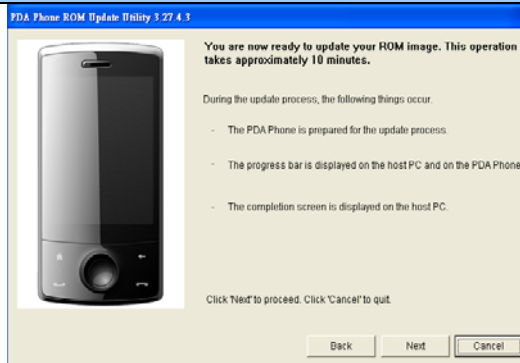 PDA Phone ROM Update Utility 3.27.4.3
You are now ready to update your ROM image. This operation
takes approximately 10 minutes.
During the update process, the following things occur.
- The PDA Phone is prepared for the update process.
- The progress bar is displayed on the host PC and on the PDA Phone
- The completion screen is displayed on the host PC.
Click 'Next' to proceed. Click 'Cancel' to quit.
Back Next Cancel